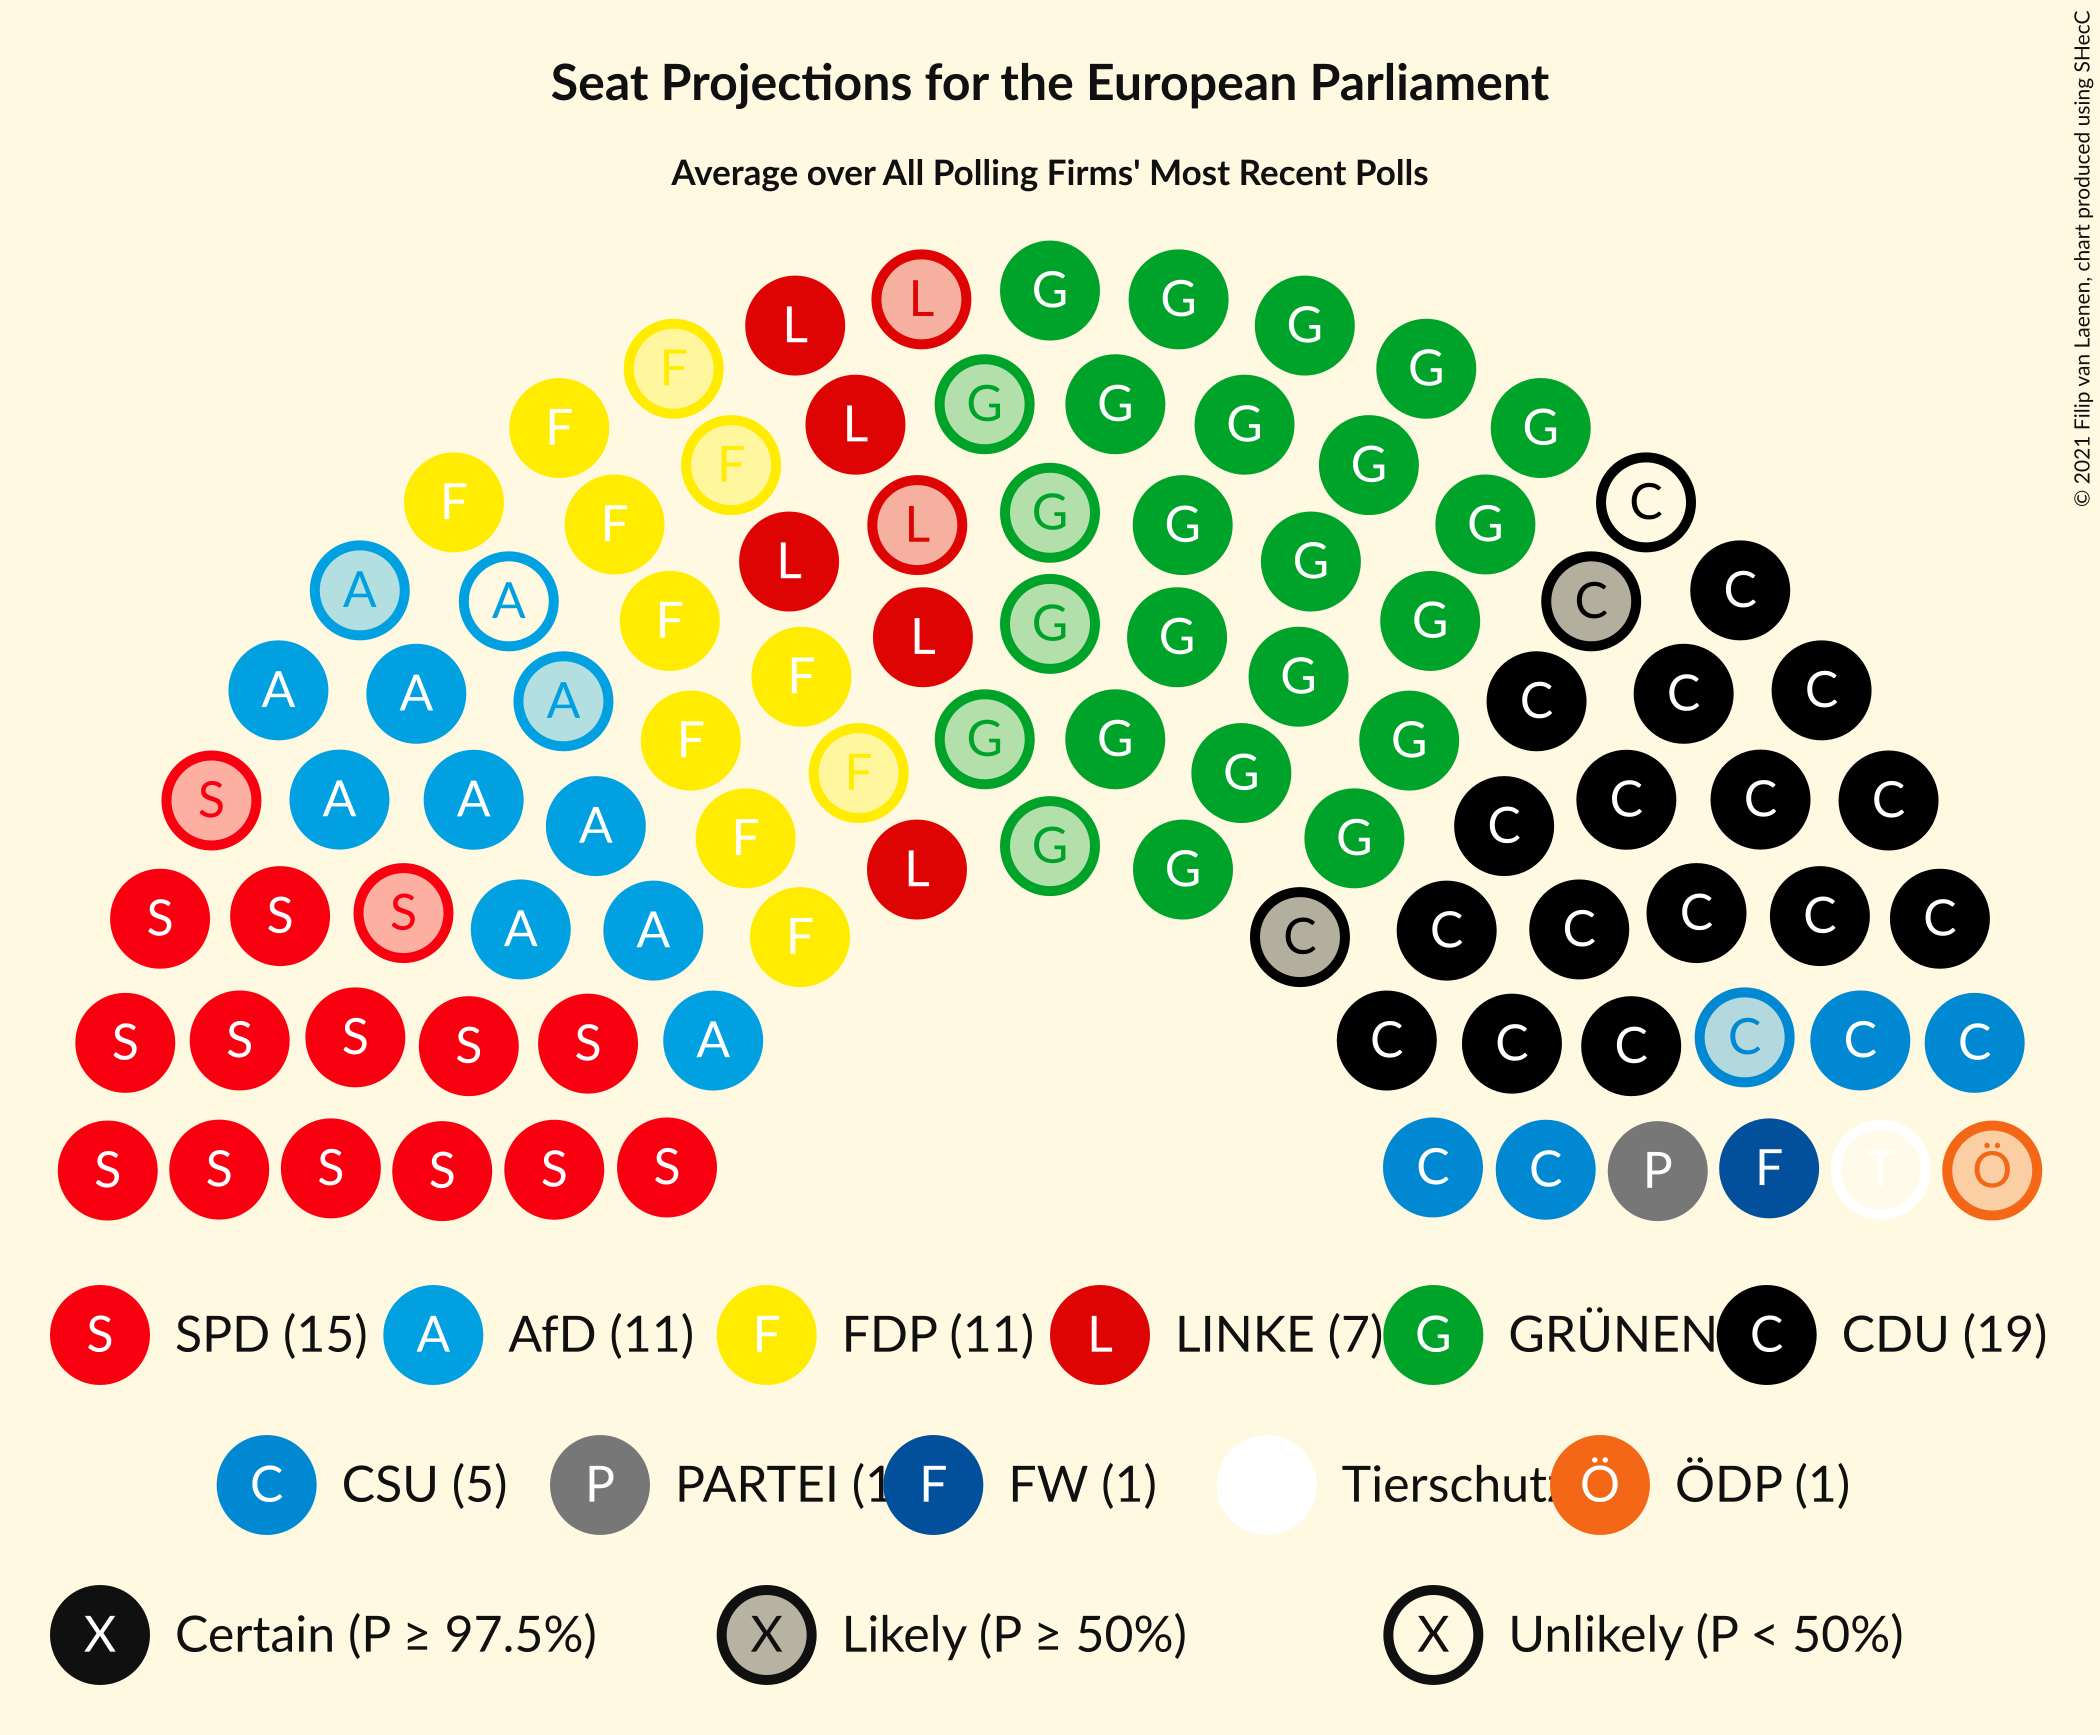 Seat Projections for the European Parliament
Average over All Polling Firms' Most Recent Polls
© 2021 Filip van Laenen, chart produced using SHecC
L G G G
L G
F G G G
F L G
F G
F L G G C
F G
A A F L G G C C
F L G G
A A A F G C C C
F G
S A A A F G G C C C C
F G
S S S A A F L G G C C C C C C
S S S S S A C C C C C C
S S S S S S C C P F T Ö
S SPD (15) A AfD (11) F FDP (11) L LINKE (7) G GRÜNEN C CDU (19)
C CSU (5) P PARTEI (1 F FW (1) Tierschutz Ö ÖDP (1)
X Certain (P ≥ 97.5%) X Likely (P ≥ 50%) X Unlikely (P < 50%)